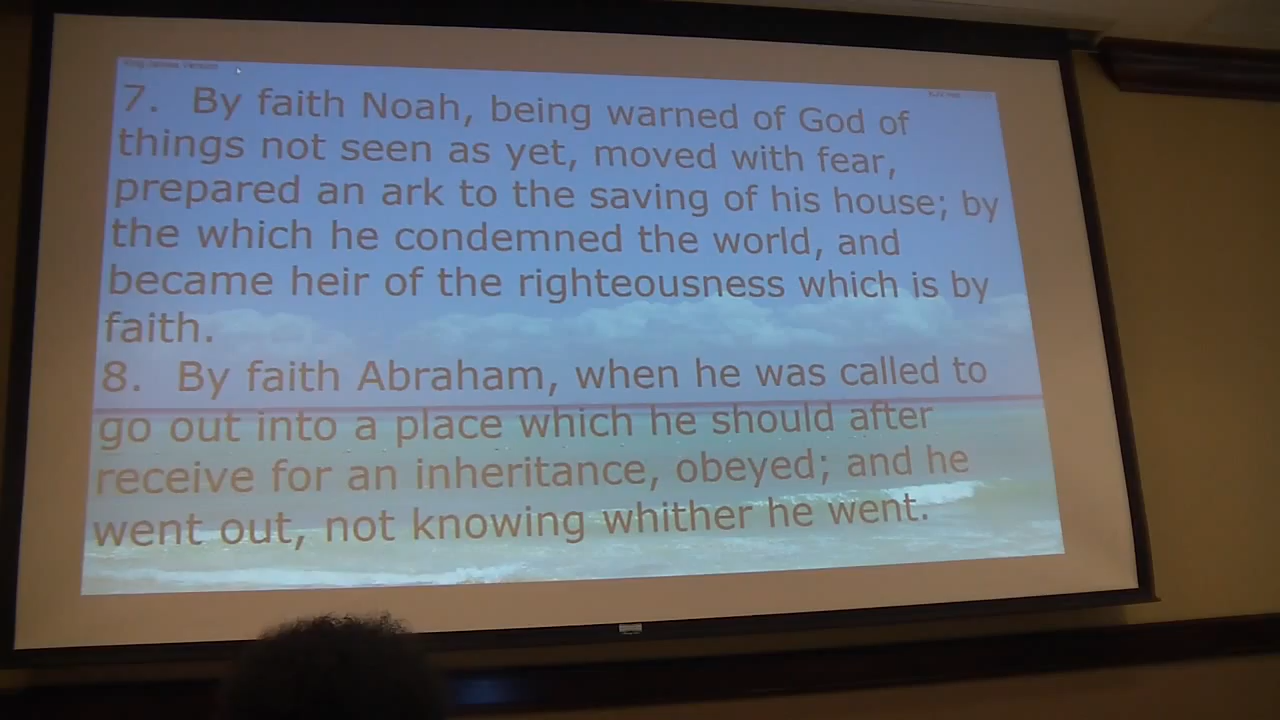 King James Version
7. By faith Noah, being warned of God of
things not seen as yet, moved with fear,
prepared an ark to the saving of his house; by
the which he condemned the world, and
became heir of the righteousness which is by
faith.
8. By faith Abraham, when he was called to
go out into a place which he should after
receive for an inheritance, obeyed; and he
went out, not knowing whither he went.